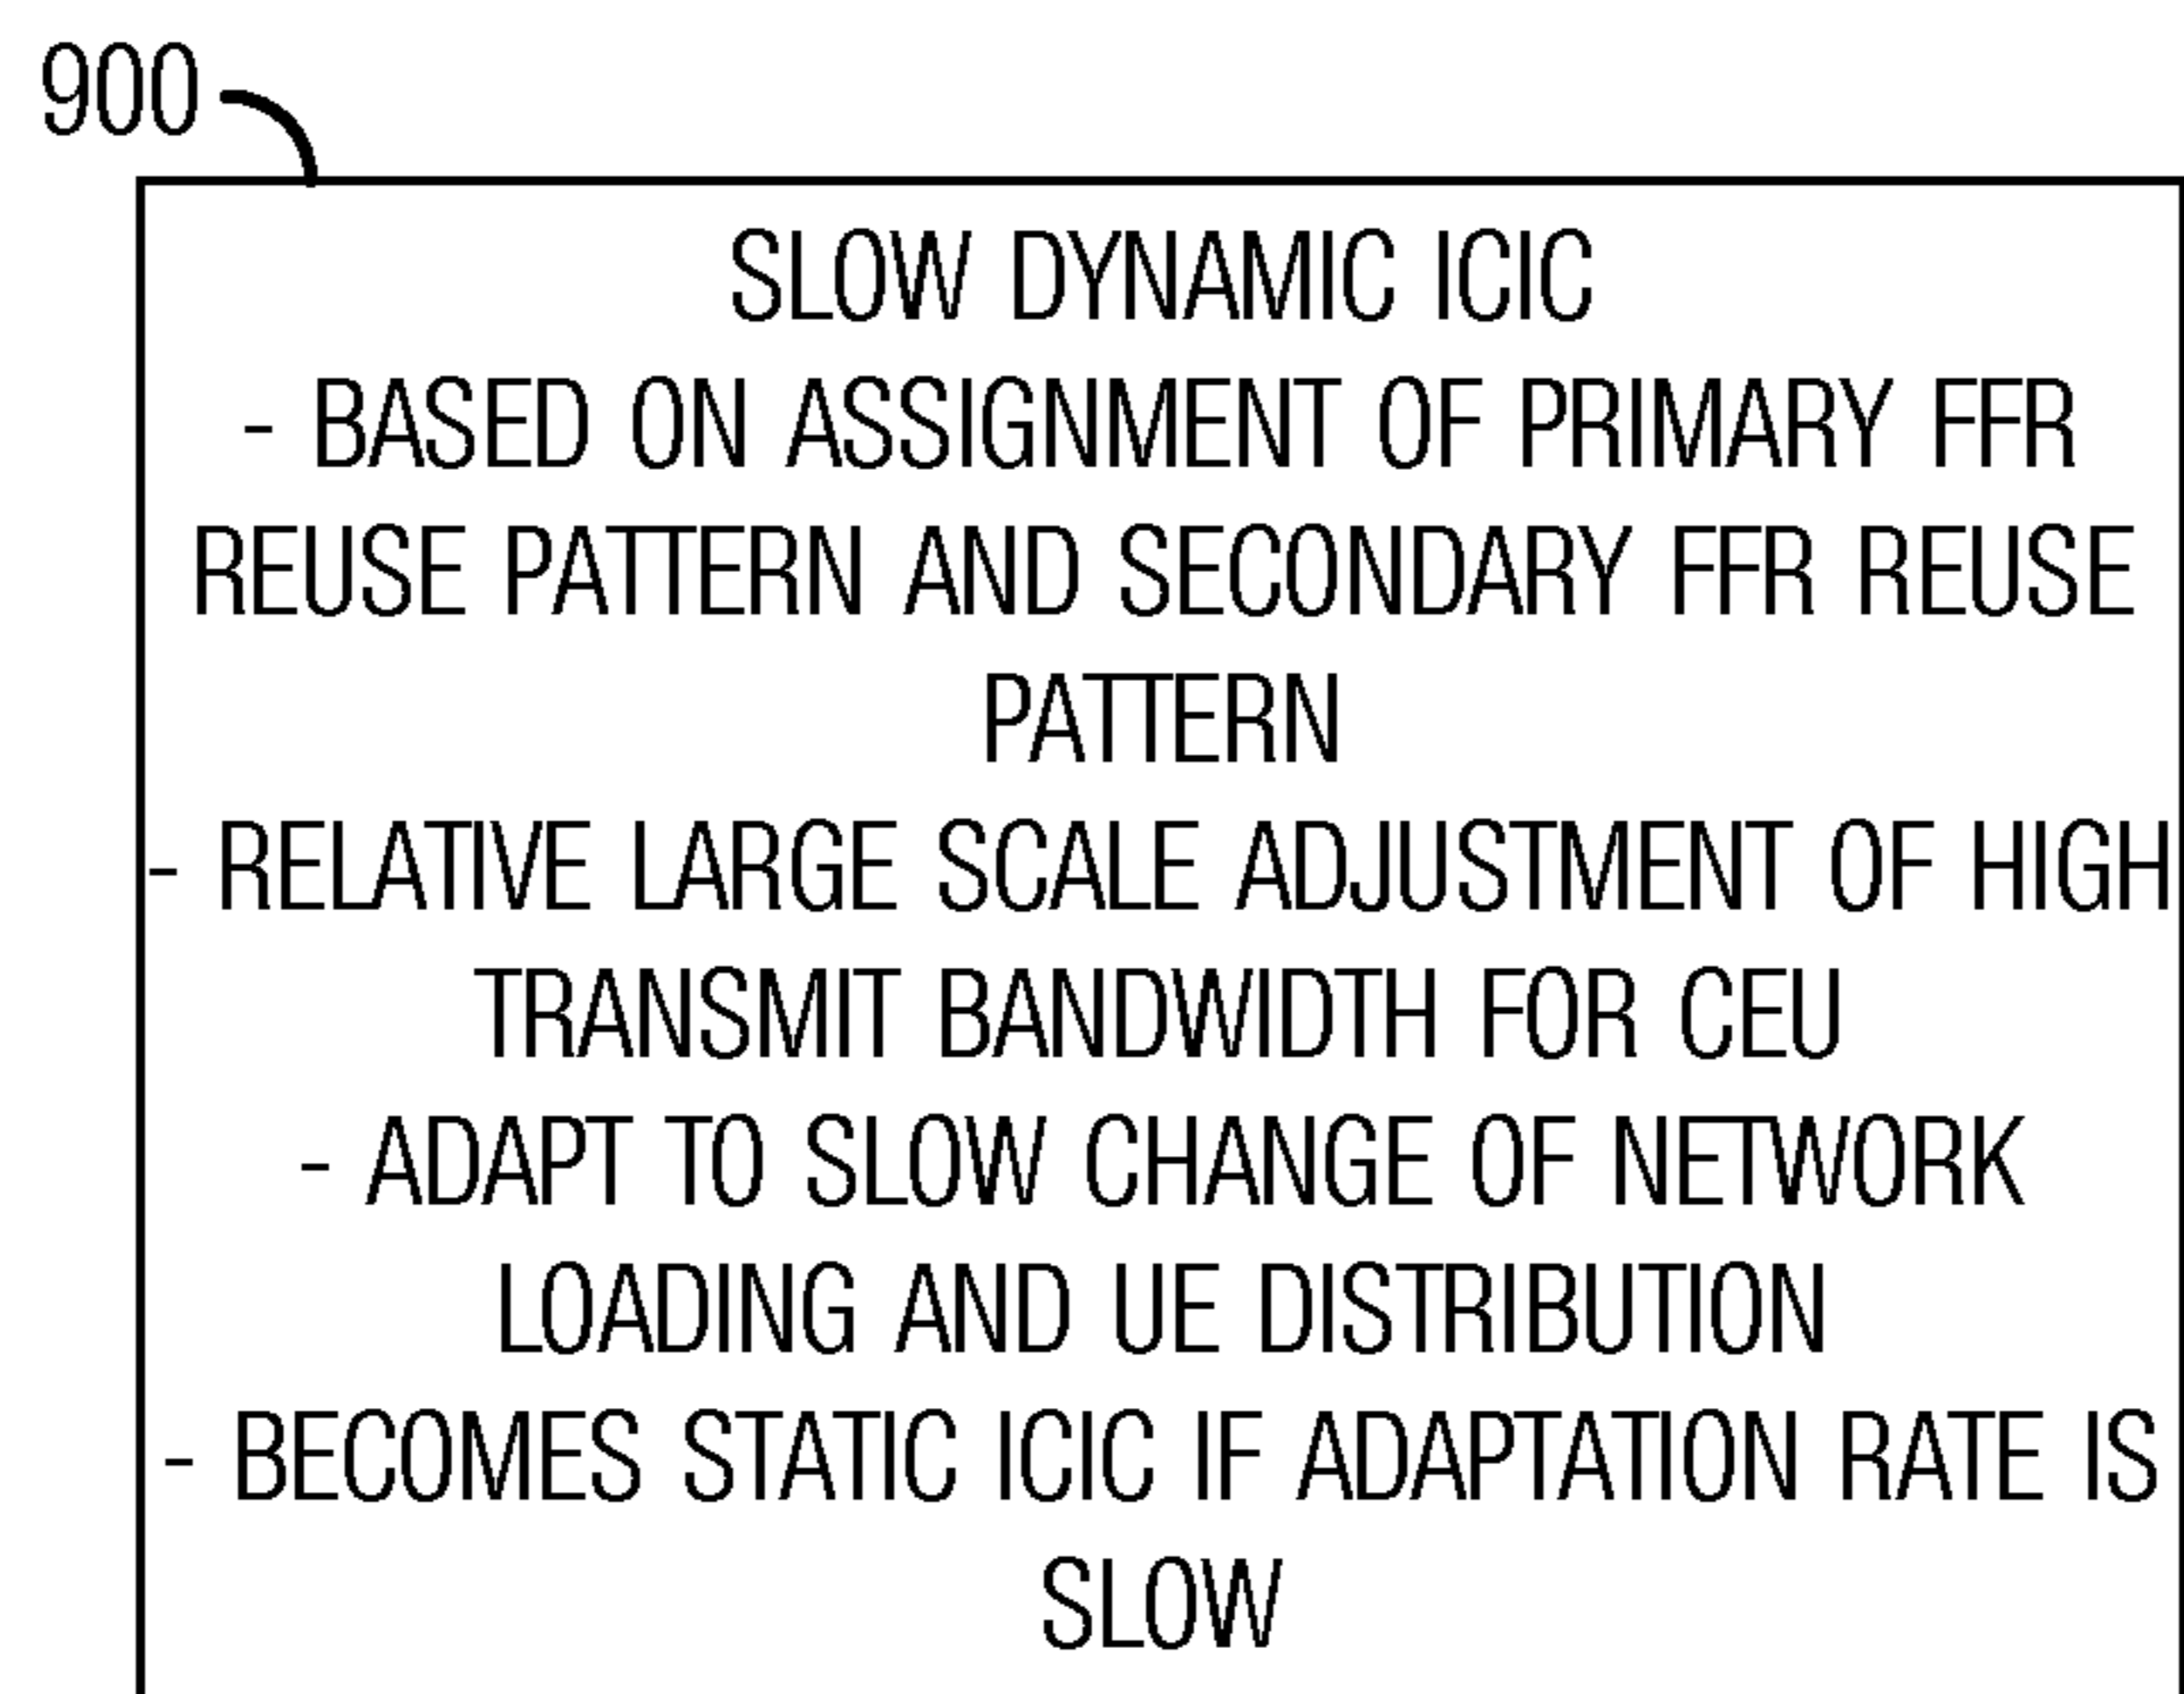 900
SLOW DYNAMIC ICIC
- BASED ON ASSIGNMENT OF PRIMARY FFR
REUSE PATTERN AND SECONDARY FFR REUSE
PATTERN
- RELATIVE LARGE SCALE ADJUSTMENT OF HIGH
TRANSMIT BANDWIDTH FOR CEU
- ADAPT TO SLOW CHANGE OF NETWORK
LOADING AND UE DISTRIBUTION
- BECOMES STATIC ICIC IF ADAPTATION RATE IS
SLOW